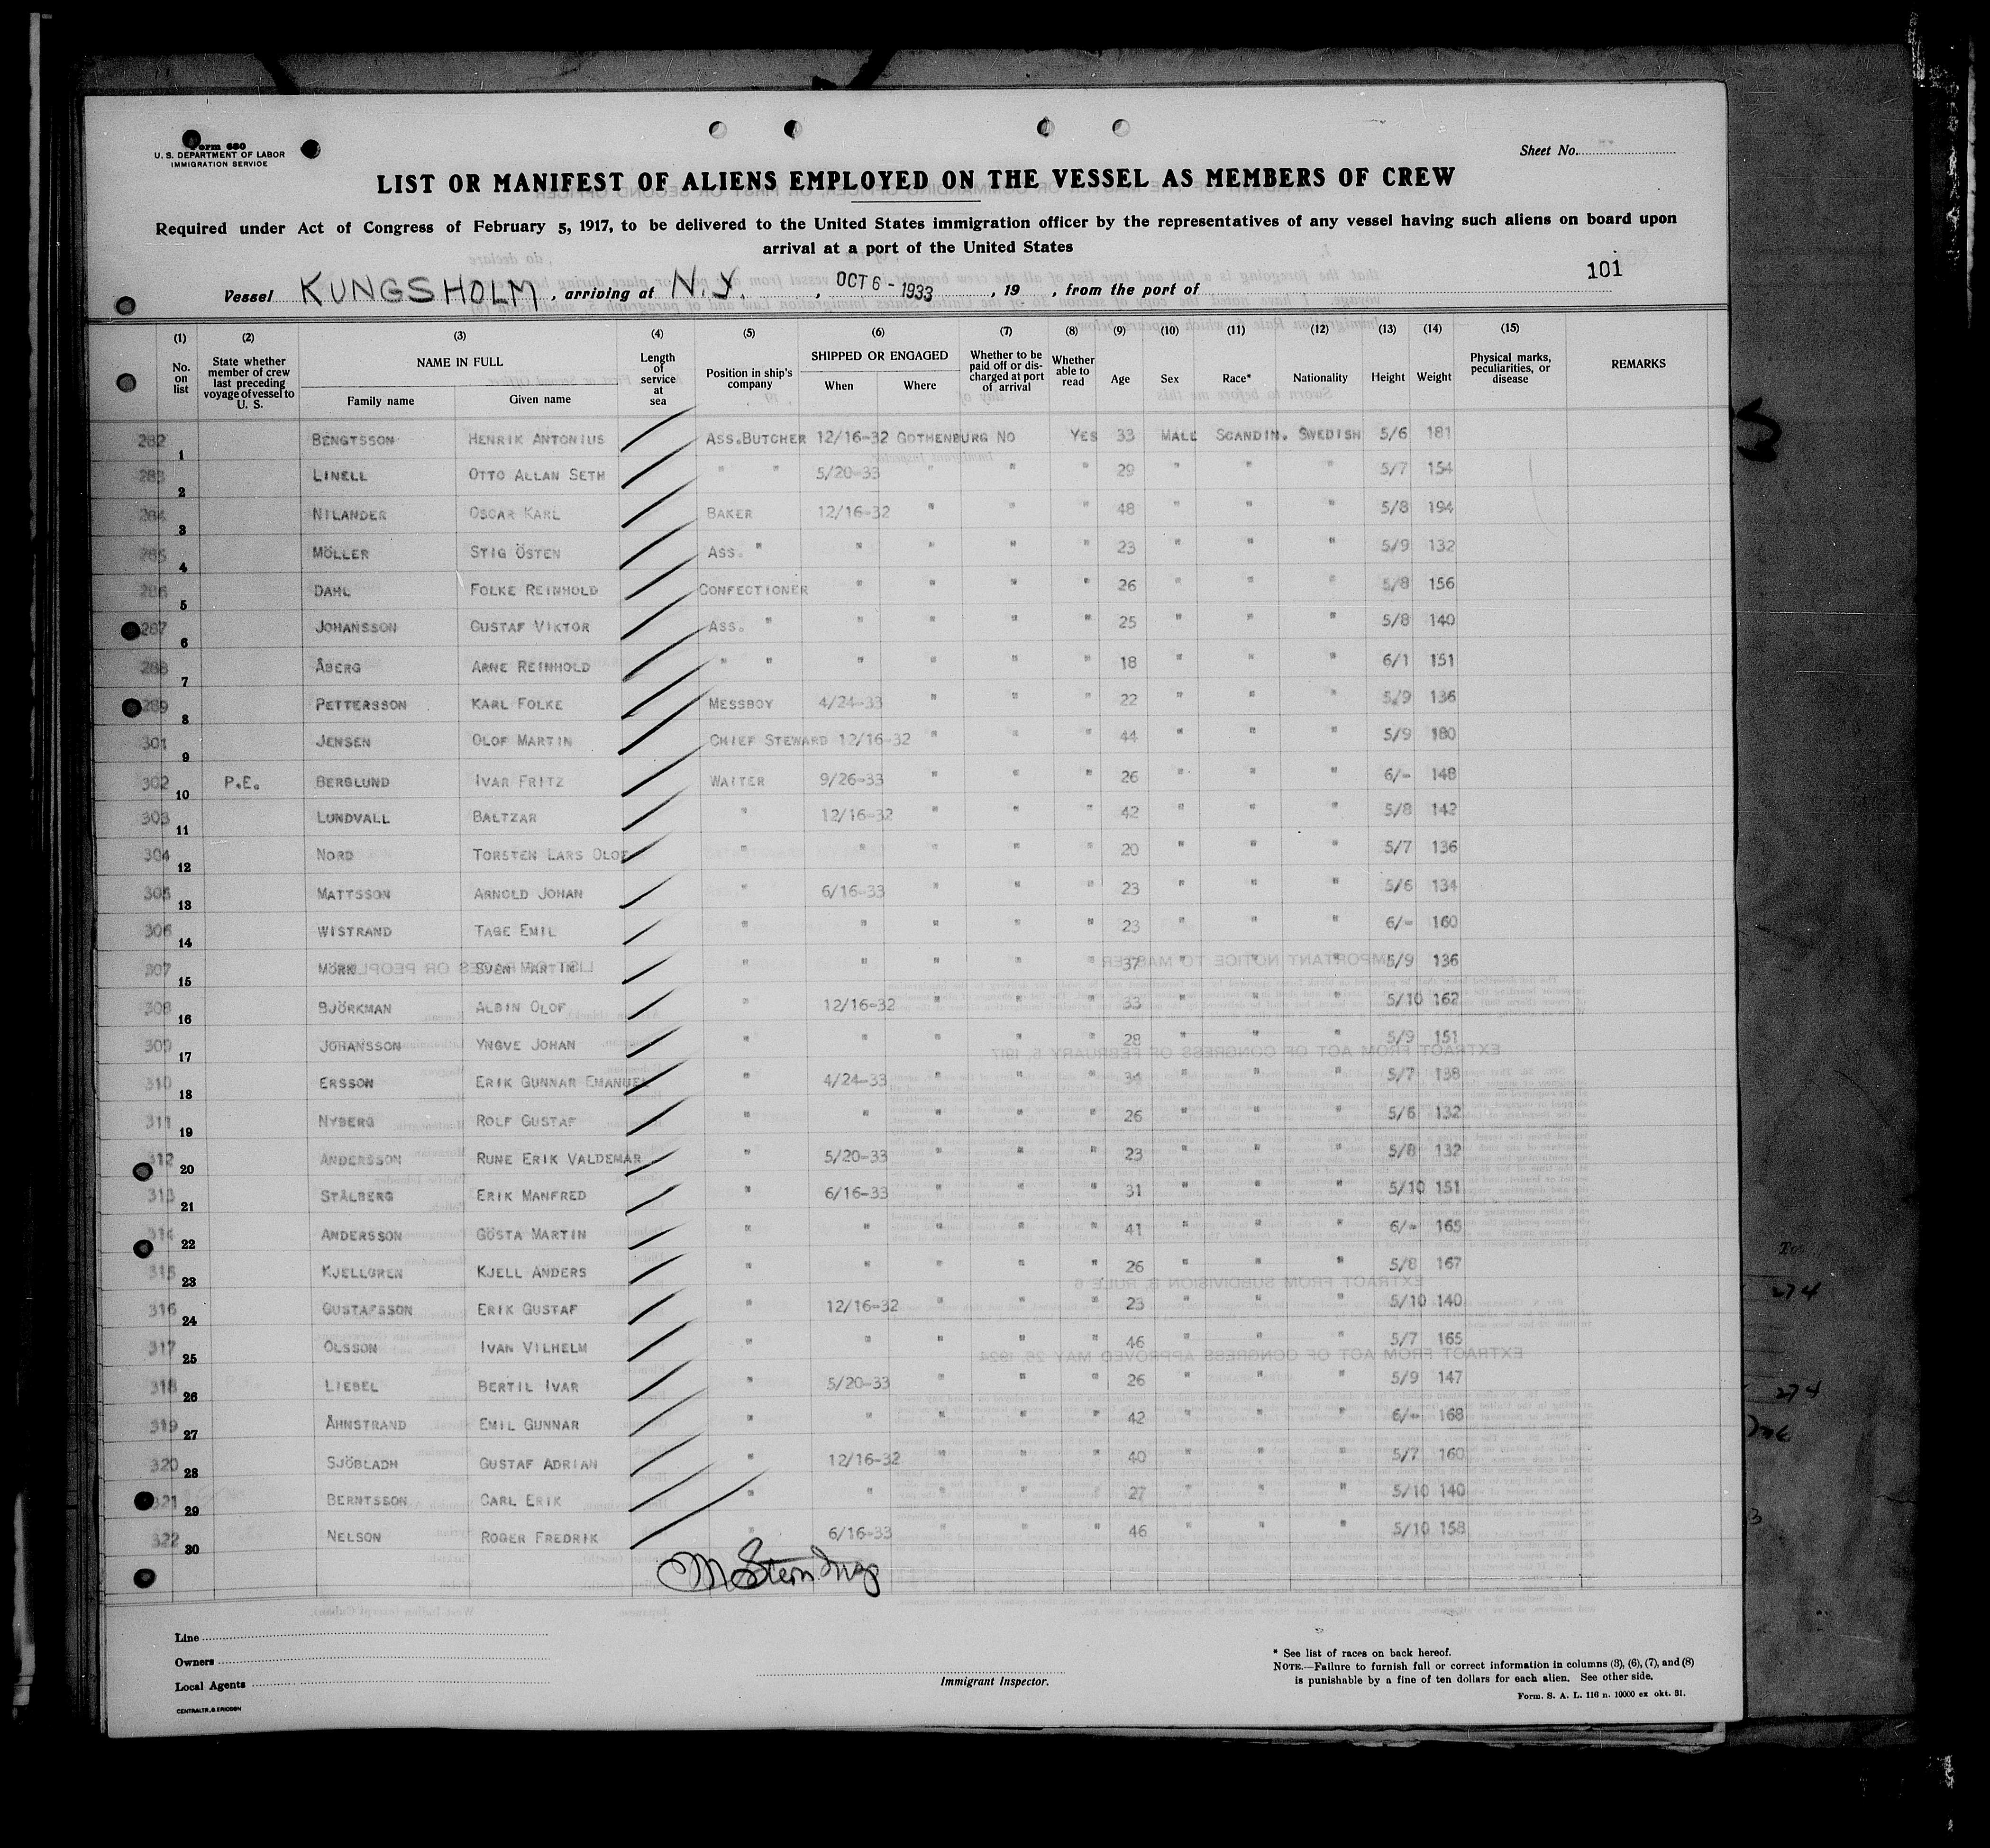 Form 680
U. S. DEPARTMENT OF LABOR
IMMIGRATION SERVICE
Sheet No.
LIST OR MANIFEST OF ALIENS EMPLOYED ON THE VESSEL AS MEMBERS OF CREW
Required under Act of Congress of February 5, 1917, to be delivered to the United States immigration officer by the representatives of any vessel having such aliens on board upon
arrival at a port of the United States
101
Vessel KUNGSHOLM, arriving at N.Y., OCT 6 - 1933, 19 , from the port of
(1) (2) (3) (4) (5) (6) (7) (8) (9) (10) (11) (12) (13) (14) (15)
No. on list State whether member of crew last preceding voyage of vessel to U. S. NAME IN FULL Family name Given name Length of service at sea Position in ship's company SHIPPED OR ENGAGED When Where Whether to be paid off or discharged at port of arrival Whether able to read Age Sex Race* Nationality Height Weight Physical marks, peculiarities, or disease REMARKS
282 1 BENGTSSON HENRIK ANTONIUS ASS.BUTCHER 12/16-32 GOTHENBURG NO YES 33 MALE SCANDIN. SWEDISH 5/6 181
283 2 LINELL OTTO ALLAN SETH " " 5/20-33 " " " 29 " " " 5/7 154
284 3 NILANDER OSCAR KARL BAKER 12/16-32 " " " 48 " " " 5/8 194
285 4 MÖLLER STIG ÖSTEN ASS. " " " " " 23 " " " 5/9 132
286 5 DAHL FOLKE REINHOLD CONFECTIONER " " " " 26 " " " 5/8 156
287 6 JOHANSSON GUSTAF VIKTOR ASS. " " " " " 25 " " " 5/8 140
288 7 ÅBERG ARNE REINHOLD " " " " " " 18 " " " 6/1 151
289 8 PETTERSSON KARL FOLKE MESSBOY 4/24-33 " " " 22 " " " 5/9 136
301 9 JENSEN OLOF MARTIN CHIEF STEWARD 12/16-32 " " " 44 " " " 5/9 180
302 10 P.E. BERGLUND IVAR FRITZ WAITER 9/26-33 " " " 26 " " " 6/- 148
303 11 LUNDVALL BALTZAR " 12/16-32 " " " 42 " " " 5/8 142
304 12 NORD TORSTEN LARS OLOF " " " " " 20 " " " 5/7 136
305 13 MATTSSON ARNOLD JOHAN " 6/16-33 " " " 23 " " " 5/6 134
306 14 WISTRAND TAGE EMIL " " " " " 23 " " " 6/- 160
307 15 MÖRK SVEN MARTIN " " " " " 37 " " " 5/9 136
308 16 BJÖRKMAN ALBIN OLOF " 12/16-32 " " " 33 " " " 5/10 162
309 17 JOHANSSON YNGVE JOHAN " " " " " 28 " " " 5/9 151
310 18 ERSSON ERIK GUNNAR EMANUEL " 4/24-33 " " " 34 " " " 5/7 138
311 19 NYBERG ROLF GUSTAF " " " " " 26 " " " 5/6 132
312 20 ANDERSSON RUNE ERIK VALDEMAR " 5/20-33 " " " 23 " " " 5/8 132
313 21 STÅLBERG ERIK MANFRED " 6/16-33 " " " 31 " " " 5/10 151
314 22 ANDERSSON GÖSTA MARTIN " " " " " 41 " " " 6/- 165
315 23 KJELLGREN KJELL ANDERS " " " " " 26 " " " 5/8 167
316 24 GUSTAFSSON ERIK GUSTAF " 12/16-32 " " " 23 " " " 5/10 140
317 25 OLSSON IVAN VILHELM " " " " " 46 " " " 5/7 165
318 26 LIEBEL BERTIL IVAR " 5/20-33 " " " 26 " " " 5/9 147
319 27 ÅHNSTRAND EMIL GUNNAR " " " " " 42 " " " 6/- 168
320 28 SJÖBLADH GUSTAF ADRIAN " 12/16-32 " " " 40 " " " 5/7 160
321 29 BERNTSSON CARL ERIK " " " " " 27 " " " 5/10 140
322 30 NELSON ROGER FREDRIK " 6/16-33 " " " 46 " " " 5/10 158
M Stern Insp
Line
Owners
Local Agents
Immigrant Inspector.
CENTRALTR., G. ERICSON
* See list of races on back hereof.
NOTE.—Failure to furnish full or correct information in columns (3), (6), (7), and (8)
is punishable by a fine of ten dollars for each alien. See other side.
Form. S. A. L. 116 n. 10000 ex okt. 31.
274
274